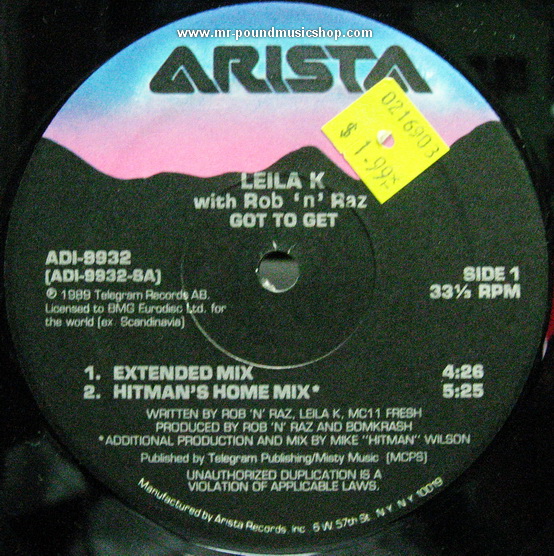 www.mr-poundmusicshop.com
ARISTA
0216903
$1.99
LEILA K
with Rob 'n' Raz
GOT TO GET
ADI-9932
[ADI-9932-SA]
℗ 1989 Telegram Records AB.
Licensed to BMG Eurodisc Ltd. for
the world (ex. Scandinavia)
SIDE 1
33⅓ RPM
1. EXTENDED MIX 4:26
2. HITMAN'S HOME MIX* 5:25
WRITTEN BY ROB 'N' RAZ, LEILA K, MC11 FRESH
PRODUCED BY ROB 'N' RAZ AND BOMKRASH
*ADDITIONAL PRODUCTION AND MIX BY MIKE "HITMAN" WILSON
Published by Telegram Publishing/Misty Music (MCPS)
UNAUTHORIZED DUPLICATION IS A
VIOLATION OF APPLICABLE LAWS.
Manufactured by Arista Records, Inc. 6 W. 57th St. N.Y. N.Y. 10019